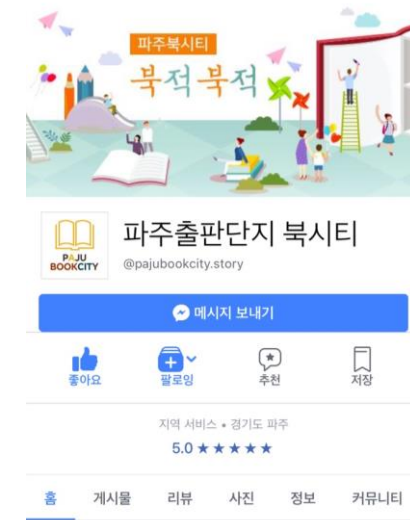 파주북시티
북적북적
PAJU
BOOKCITY
파주출판단지 북시티
@pajubookcity.story
메시지 보내기
좋아요
팔로잉
추천
저장
지역 서비스 • 경기도 파주
5.0 ★★★★★
홈 게시물 리뷰 사진 정보 커뮤니티